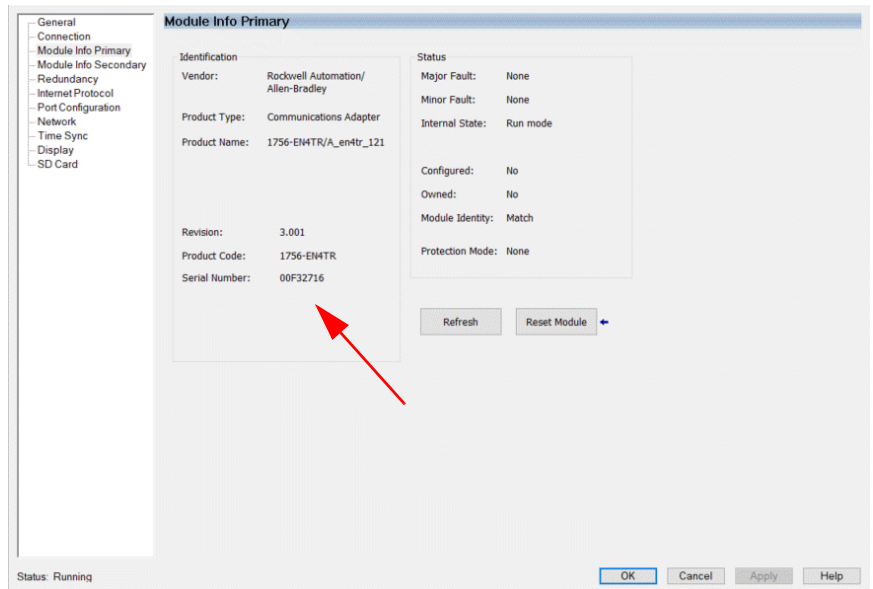 General
Connection
Module Info Primary
Module Info Secondary
Redundancy
Internet Protocol
Port Configuration
Network
Time Sync
Display
SD Card
Module Info Primary
Identification
Vendor: Rockwell Automation/
Allen-Bradley
Product Type: Communications Adapter
Product Name: 1756-EN4TR/A_en4tr_121
Revision: 3.001
Product Code: 1756-EN4TR
Serial Number: 00F32716
Status
Major Fault: None
Minor Fault: None
Internal State: Run mode
Configured: No
Owned: No
Module Identity: Match
Protection Mode: None
Refresh
Reset Module
Status: Running
OK
Cancel
Apply
Help